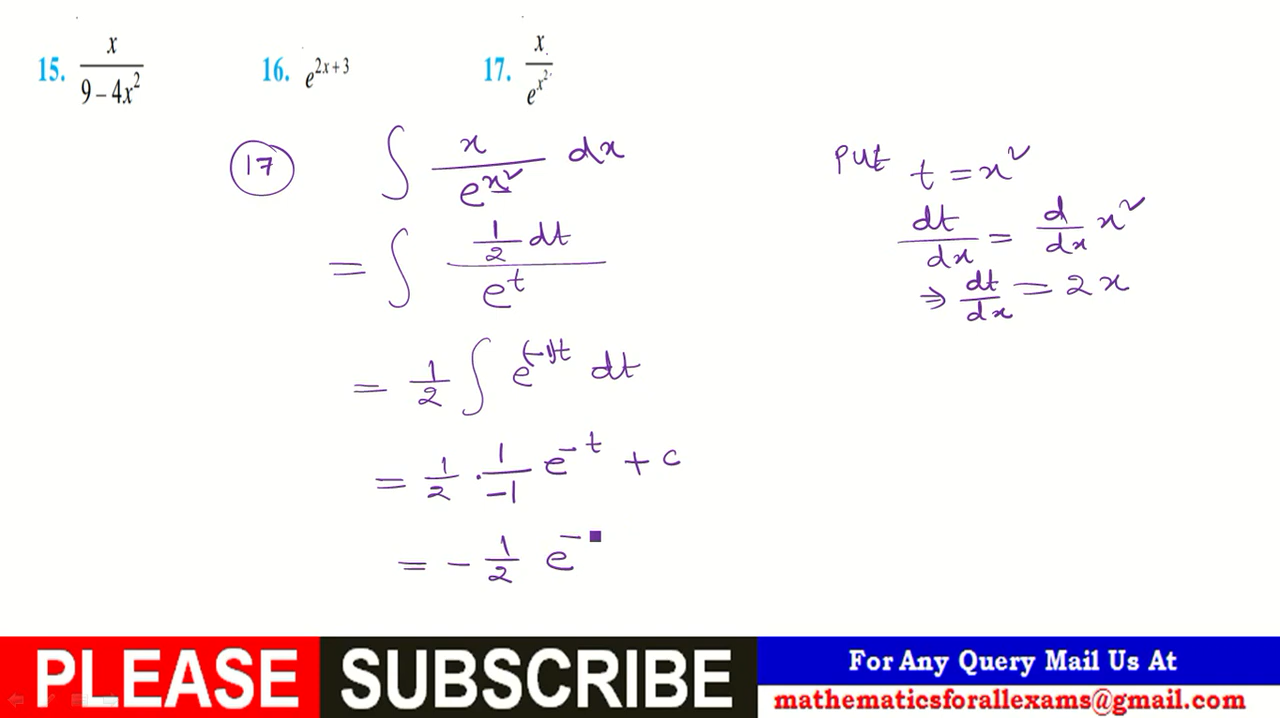 15. x / (9 – 4x²) 16. e^(2x+3) 17. x / e^(x²)
17 ∫ x / e^(x²) dx
= ∫ (1/2 dt) / e^t
= 1/2 ∫ e^((-1)t) dt
= 1/2 · 1/-1 e^(-t) + c
= - 1/2 e^-
put t = x²
dt/dx = d/dx x²
⇒ dt/dx = 2x
PLEASE SUBSCRIBE
For Any Query Mail Us At
mathematicsforallexams@gmail.com